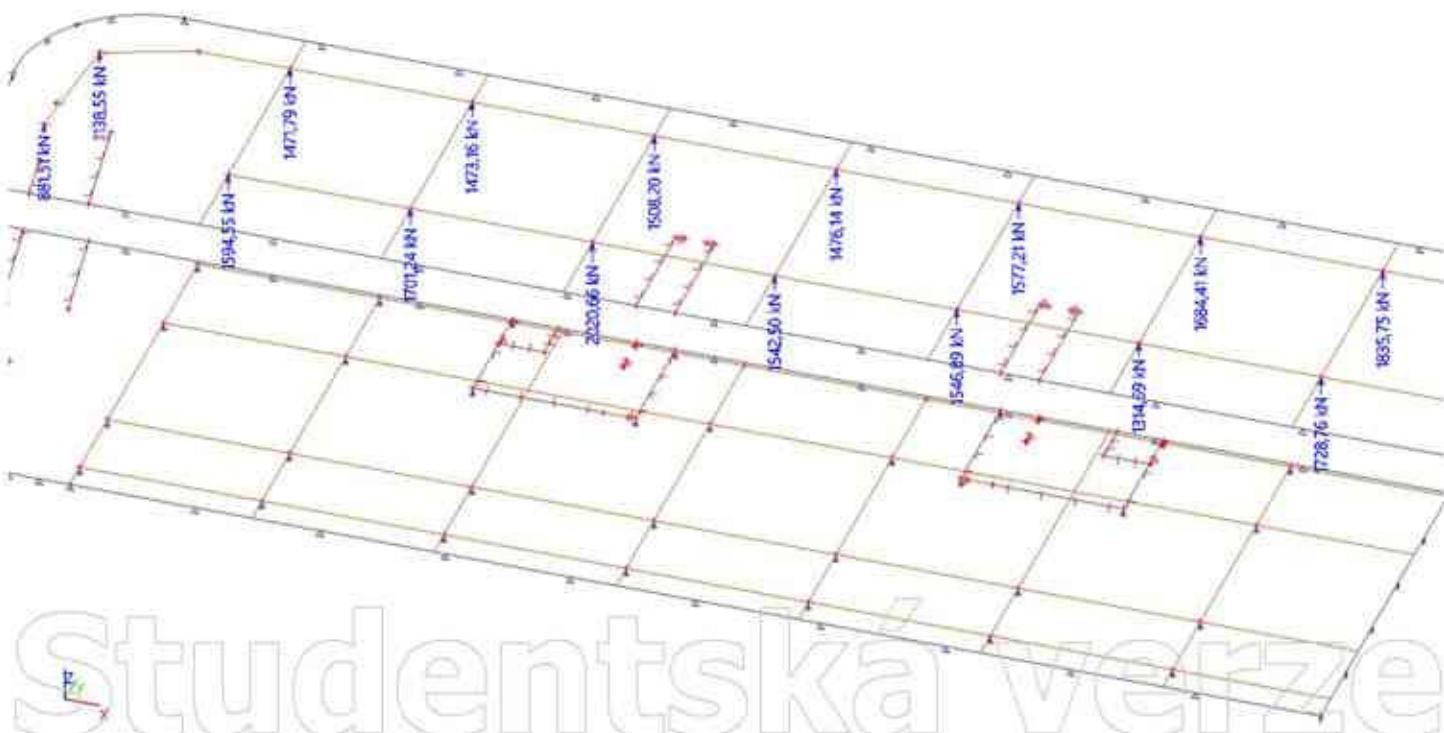 881,51 kN
1138,55 kN
1471,79 kN
1473,16 kN
1508,20 kN
1476,14 kN
1577,21 kN
1684,41 kN
1835,75 kN
1594,55 kN
1701,24 kN
2020,66 kN
1542,50 kN
1546,89 kN
1314,69 kN
1728,76 kN
Studentská verze
Z
Y
X